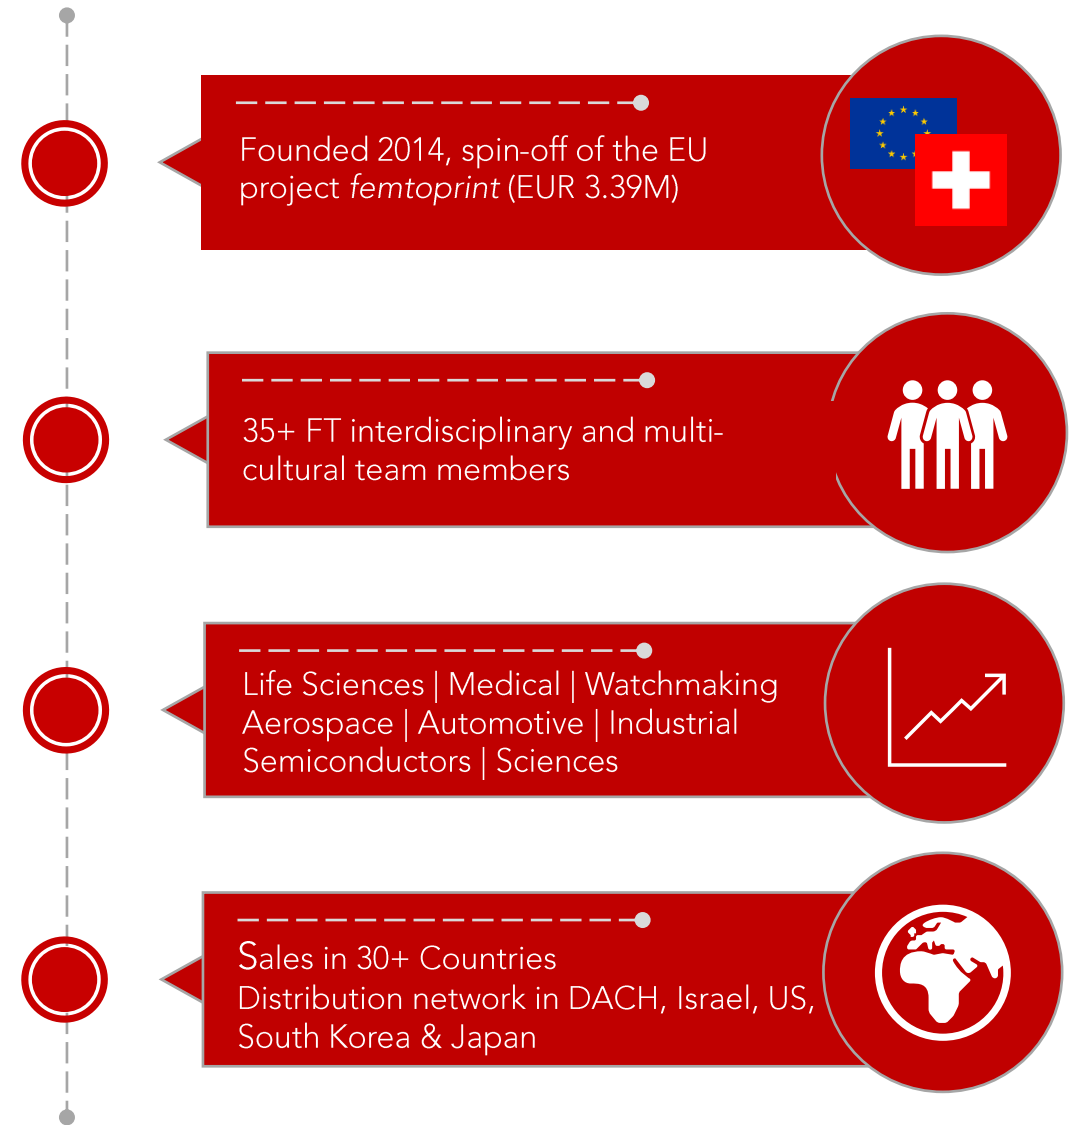 Founded 2014, spin-off of the EU
project femtoprint (EUR 3.39M)
35+ FT interdisciplinary and multi-
cultural team members
Life Sciences | Medical | Watchmaking
Aerospace | Automotive | Industrial
Semiconductors | Sciences
Sales in 30+ Countries
Distribution network in DACH, Israel, US,
South Korea & Japan